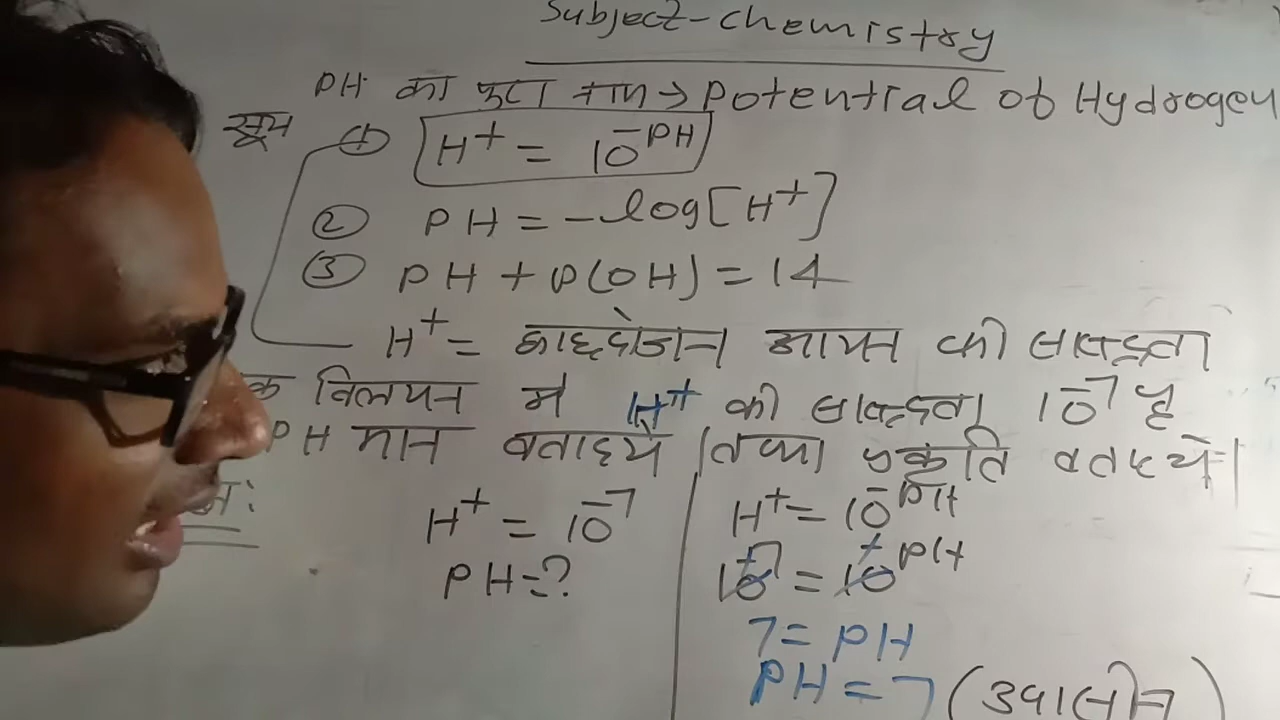 Subject-chemistry
PH का पुरा नाम → Potential of Hydrogen
सूत्र ① H⁺ = 10⁻ᴾᴴ
② PH = -log[H⁺]
③ PH + P(OH) = 14
H⁺ = हाइड्रोजन आयन की सान्द्रता
क विलयन में H⁺ की सान्द्रता 10⁻⁷ है
PH मान बताइये तथा प्रकृति बताइये।
H⁺ = 10⁻⁷
PH = ?
H⁺ = 10⁻ᴾᴴ
10⁺⁷ = 10⁺ᴾᴴ
7 = PH
PH = 7 (उदासीन)